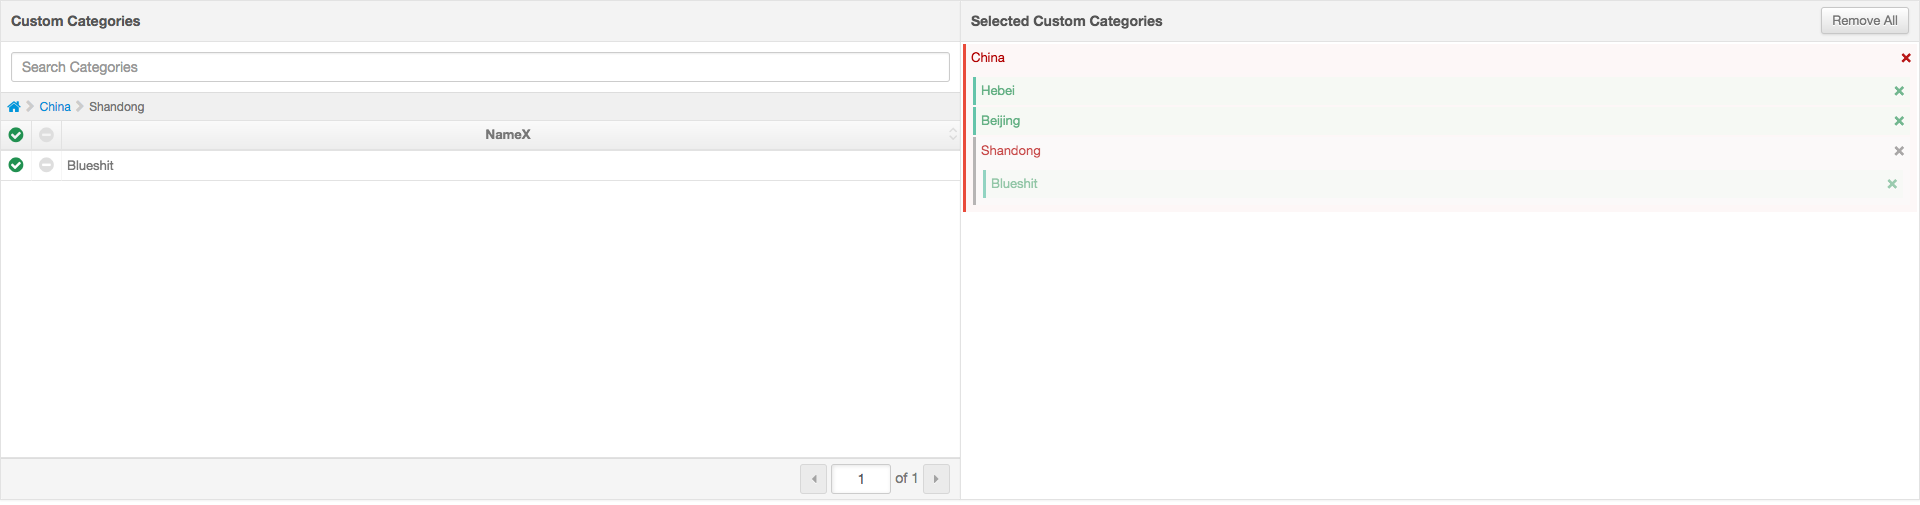 Custom Categories
Search Categories
China Shandong
NameX
Blueshit
1 of 1
Selected Custom Categories
Remove All
China
Hebei
Beijing
Shandong
Blueshit